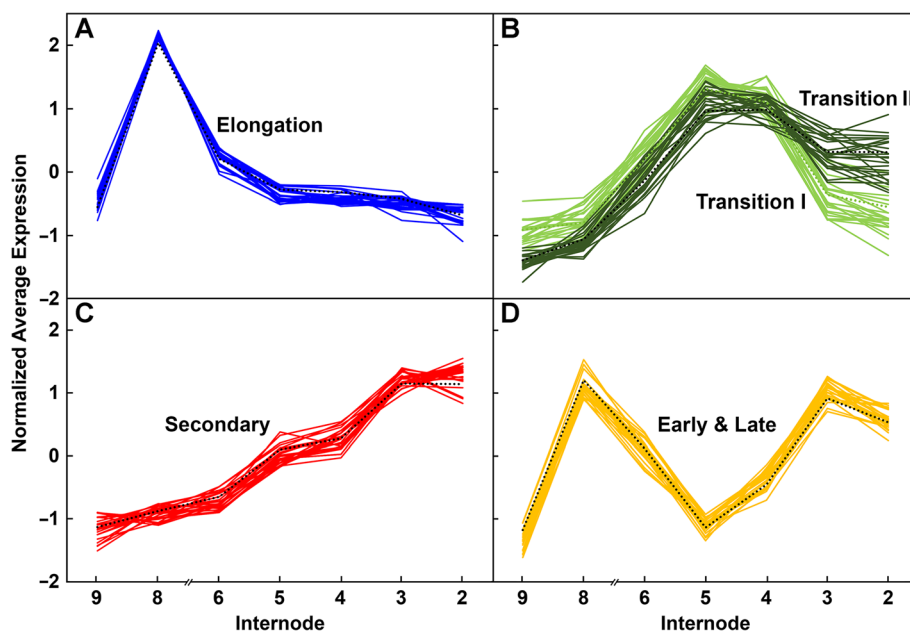 A
B
2
1
0
−1
−2
Elongation
Transition II
Transition I
Normalized Average Expression
C
D
2
1
0
−1
−2
Secondary
Early & Late
9 8 6 5 4 3 2
9 8 6 5 4 3 2
Internode
Internode